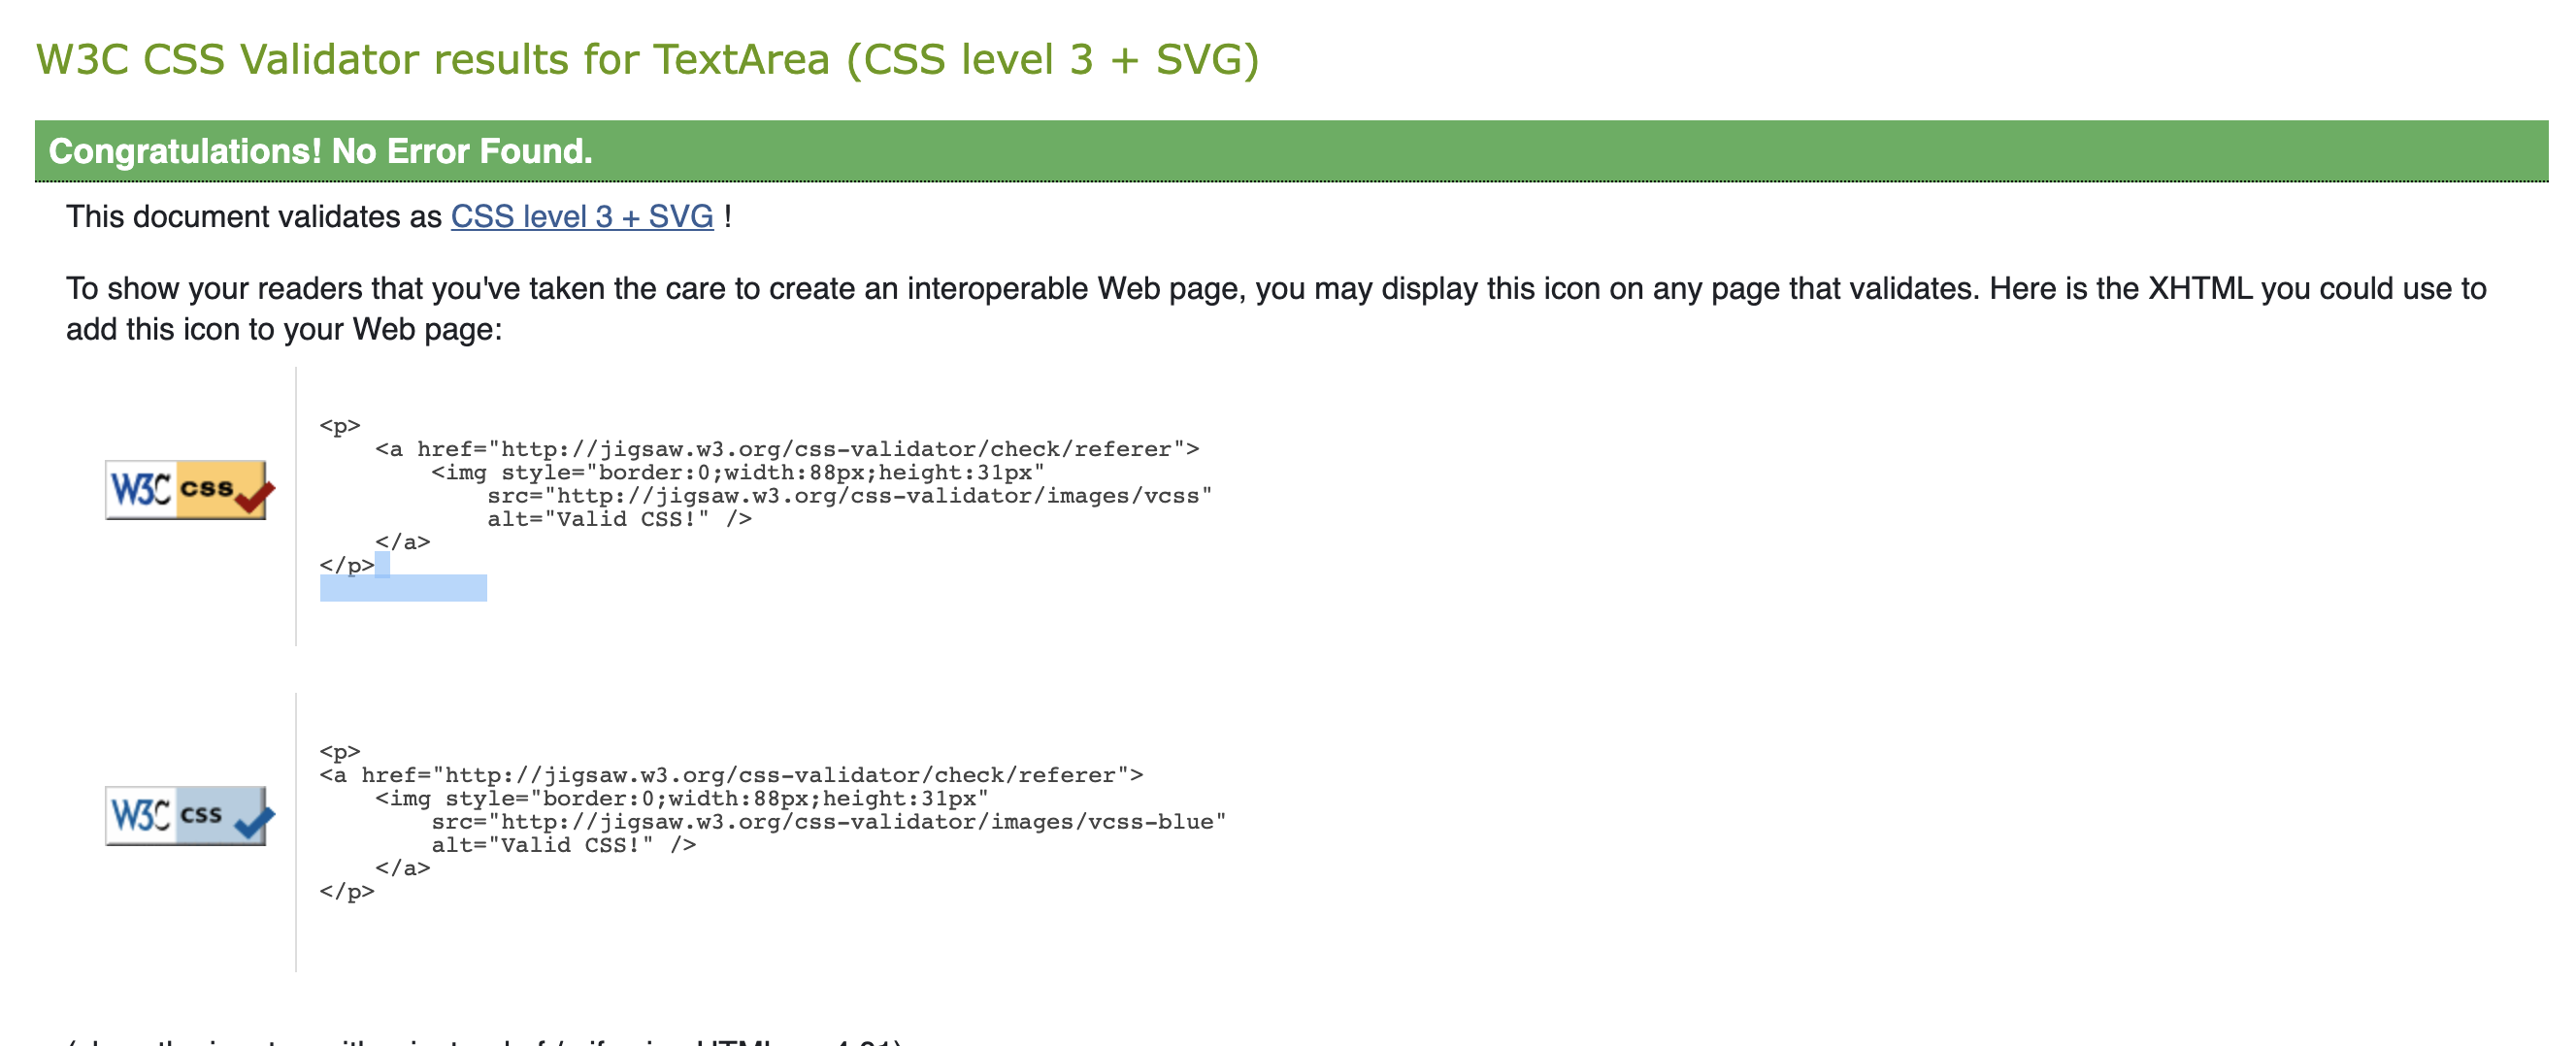 W3C CSS Validator results for TextArea (CSS level 3 + SVG)
Congratulations! No Error Found.
This document validates as CSS level 3 + SVG !
To show your readers that you've taken the care to create an interoperable Web page, you may display this icon on any page that validates. Here is the XHTML you could use to
add this icon to your Web page:
<p>
    <a href="http://jigsaw.w3.org/css-validator/check/referer">
W3C css
        <img style="border:0;width:88px;height:31px"
            src="http://jigsaw.w3.org/css-validator/images/vcss"
            alt="Valid CSS!" />
    </a>
</p>
<p>
<a href="http://jigsaw.w3.org/css-validator/check/referer">
    <img style="border:0;width:88px;height:31px"
W3C css
        src="http://jigsaw.w3.org/css-validator/images/vcss-blue"
        alt="Valid CSS!" />
    </a>
</p>